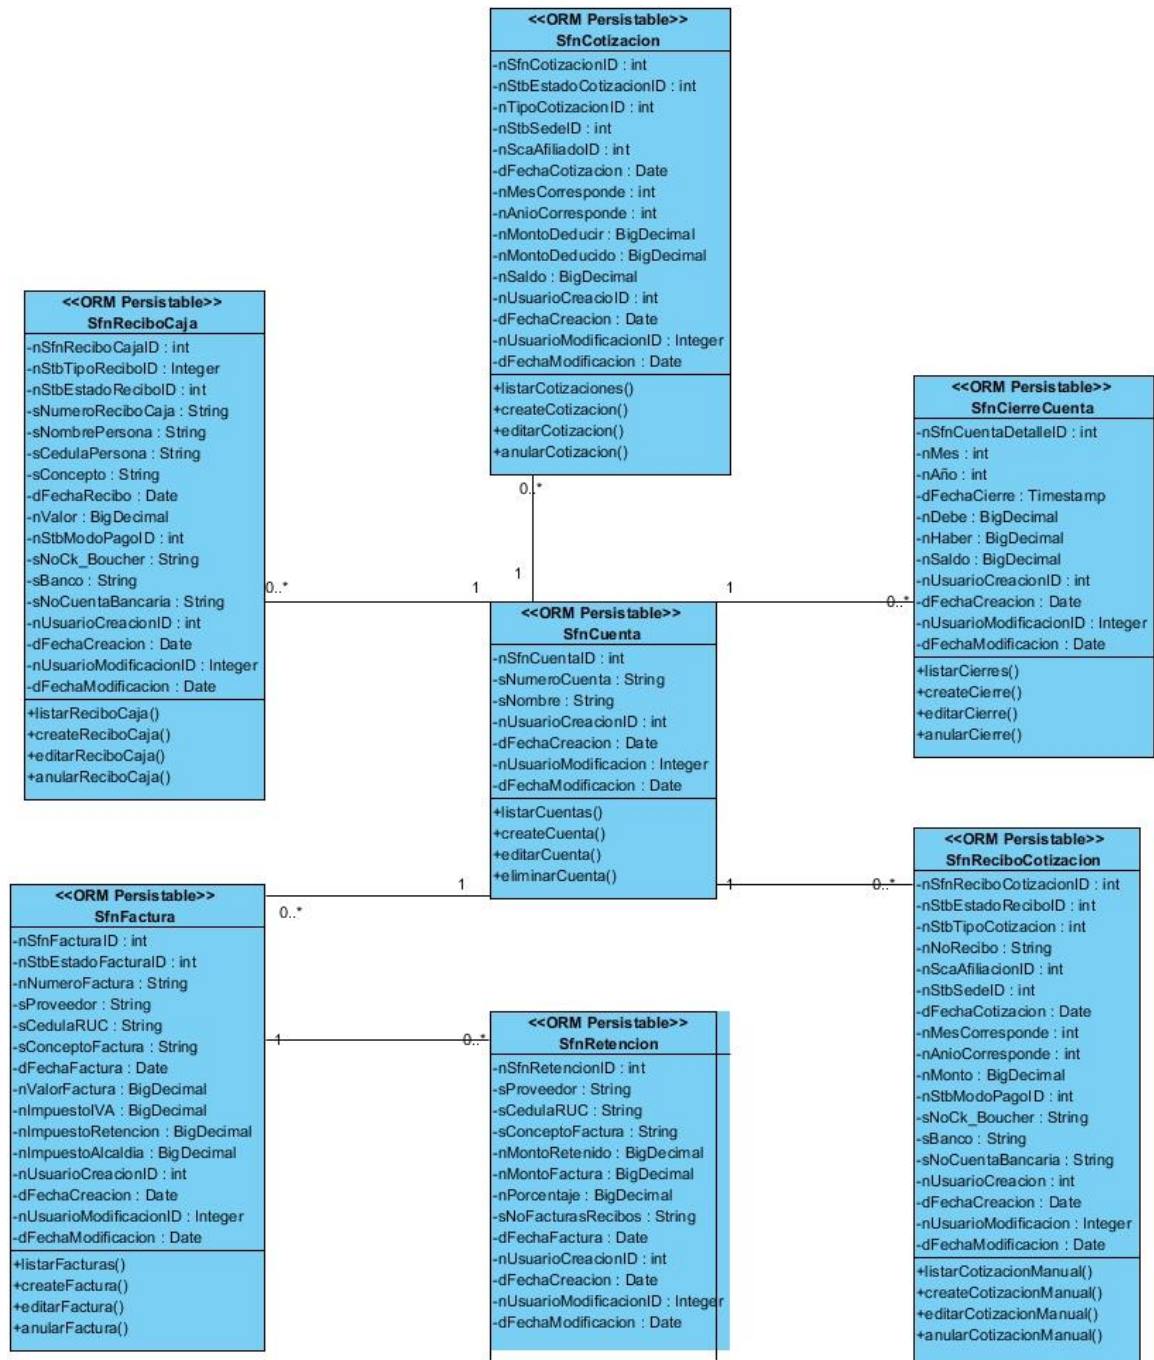 <<ORM Persistable>>
SfnCotizacion
-nSfnCotizacionID : int
-nStbEstadoCotizacionID : int
-nTipoCotizacionID : int
-nStbSedeID : int
-nScaAfiliadoID : int
-dFechaCotizacion : Date
-nMesCorresponde : int
-nAnioCorresponde : int
-nMontoDeducir : BigDecimal
-nMontoDeducido : BigDecimal
-nSaldo : BigDecimal
-nUsuarioCreacioID : int
-dFechaCreacion : Date
-nUsuarioModificacionID : Integer
-dFechaModificacion : Date
+listarCotizaciones()
+createCotizacion()
+editarCotizacion()
+anularCotizacion()
0..*
1
<<ORM Persistable>>
SfnReciboCaja
-nSfnReciboCajaID : int
-nStbTipoReciboID : Integer
-nStbEstadoReciboID : int
-sNumeroReciboCaja : String
-sNombrePersona : String
-sCedulaPersona : String
-sConcepto : String
-dFechaRecibo : Date
-nValor : BigDecimal
-nStbModoPagoID : int
-sNoCk_Boucher : String
-sBanco : String
-sNoCuentaBancaria : String
-nUsuarioCreacionID : int
-dFechaCreacion : Date
-nUsuarioModificacionID : Integer
-dFechaModificacion : Date
+listarReciboCaja()
+createReciboCaja()
+editarReciboCaja()
+anularReciboCaja()
0..*
1
<<ORM Persistable>>
SfnCierreCuenta
-nSfnCuentaDetalleID : int
-nMes : int
-nAño : int
-dFechaCierre : Timestamp
-nDebe : BigDecimal
-nHaber : BigDecimal
-nSaldo : BigDecimal
-nUsuarioCreacionID : int
-dFechaCreacion : Date
-nUsuarioModificacionID : Integer
-dFechaModificacion : Date
+listarCierres()
+createCierre()
+editarCierre()
+anularCierre()
1
0..*
<<ORM Persistable>>
SfnCuenta
-nSfnCuentaID : int
-sNumeroCuenta : String
-sNombre : String
-nUsuarioCreacionID : int
-dFechaCreacion : Date
-nUsuarioModificacion : Integer
-dFechaModificacion : Date
+listarCuentas()
+createCuenta()
+editarCuenta()
+eliminarCuenta()
1
0..*
1
0..*
<<ORM Persistable>>
SfnFactura
-nSfnFacturaID : int
-nStbEstadoFacturaID : int
-nNumeroFactura : String
-sProveedor : String
-sCedulaRUC : String
-sConceptoFactura : String
-dFechaFactura : Date
-nValorFactura : BigDecimal
-nImpuestoIVA : BigDecimal
-nImpuestoRetencion : BigDecimal
-nImpuestoAlcaldia : BigDecimal
-nUsuarioCreacionID : int
-dFechaCreacion : Date
-nUsuarioModificacionID : Integer
-dFechaModificacion : Date
+listarFacturas()
+createFactura()
+editarFactura()
+anularFactura()
1
0..*
<<ORM Persistable>>
SfnRetencion
-nSfnRetencionID : int
-sProveedor : String
-sCedulaRUC : String
-sConceptoFactura : String
-nMontoRetenido : BigDecimal
-nMontoFactura : BigDecimal
-nPorcentaje : BigDecimal
-sNoFacturasRecibos : String
-dFechaFactura : Date
-nUsuarioCreacionID : int
-dFechaCreacion : Date
-nUsuarioModificacionID : Integer
-dFechaModificacion : Date
<<ORM Persistable>>
SfnReciboCotizacion
-nSfnReciboCotizacionID : int
-nStbEstadoReciboID : int
-nStbTipoCotizacion : int
-nNoRecibo : String
-nScaAfiliacionID : int
-nStbSedeID : int
-dFechaCotizacion : Date
-nMesCorresponde : int
-nAnioCorresponde : int
-nMonto : BigDecimal
-nStbModoPagoID : int
-sNoCk_Boucher : String
-sBanco : String
-sNoCuentaBancaria : String
-nUsuarioCreacion : int
-dFechaCreacion : Date
-nUsuarioModificacion : Integer
-dFechaModificacion : Date
+listarCotizacionManual()
+createCotizacionManual()
+editarCotizacionManual()
+anularCotizacionManual()